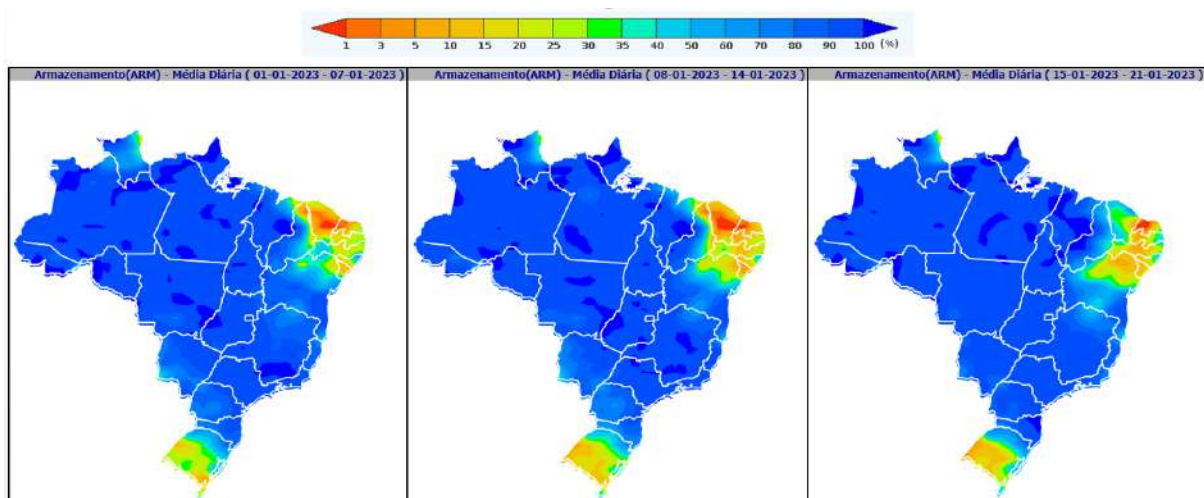 1 3 5 10 15 20 25 30 35 40 50 60 70 80 90 100 (%)
Armazenamento(ARM) - Média Diária ( 01-01-2023 - 07-01-2023 )
Armazenamento(ARM) - Média Diária ( 08-01-2023 - 14-01-2023 )
Armazenamento(ARM) - Média Diária ( 15-01-2023 - 21-01-2023 )